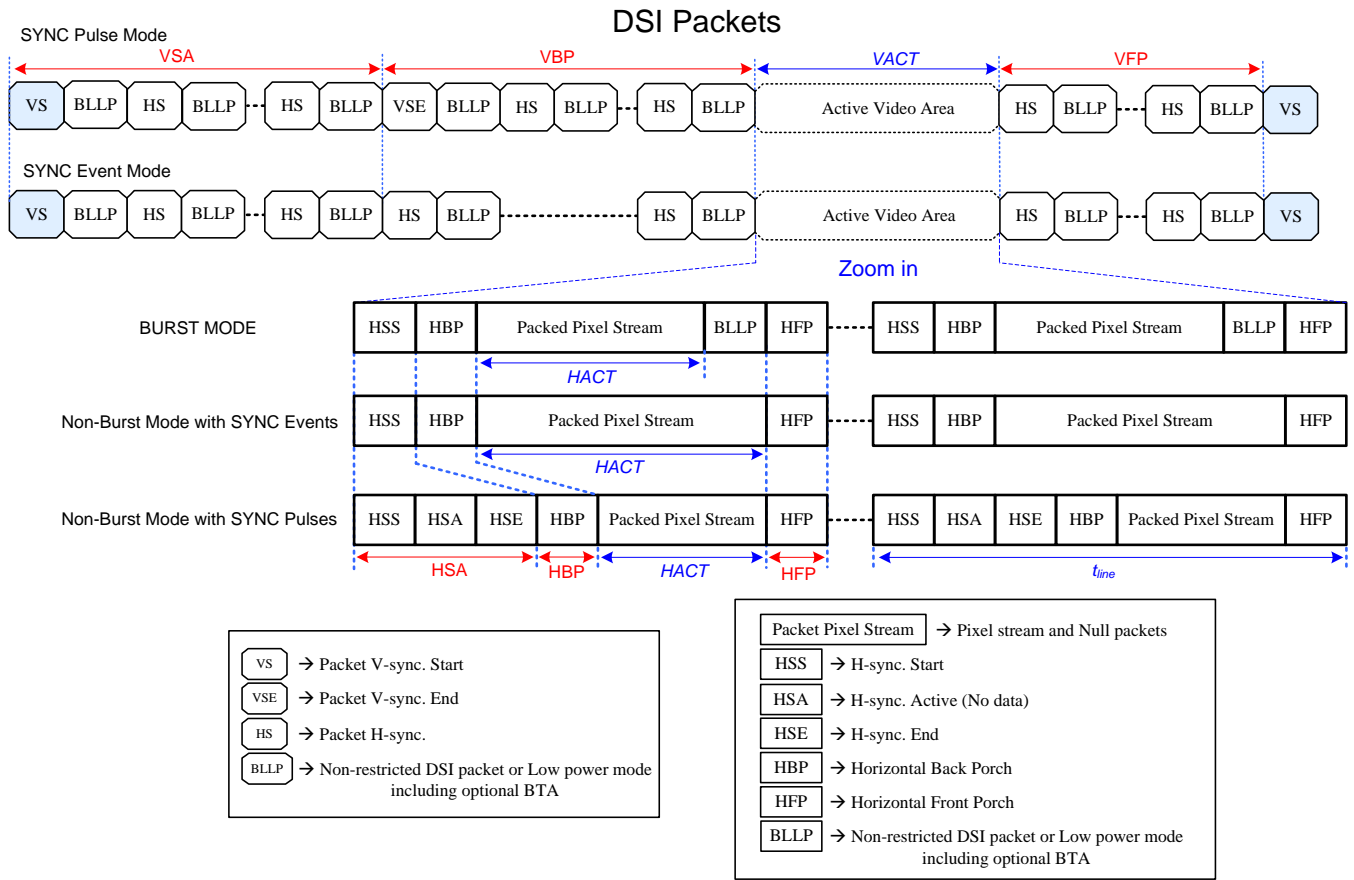 DSI Packets
SYNC Pulse Mode
VSA VBP VACT VFP
VS BLLP HS BLLP HS BLLP VSE BLLP HS BLLP HS BLLP Active Video Area HS BLLP HS BLLP VS
SYNC Event Mode
VS BLLP HS BLLP HS BLLP HS BLLP HS BLLP Active Video Area HS BLLP HS BLLP VS
Zoom in
BURST MODE HSS HBP Packed Pixel Stream BLLP HFP HSS HBP Packed Pixel Stream BLLP HFP
HACT
Non-Burst Mode with SYNC Events HSS HBP Packed Pixel Stream HFP HSS HBP Packed Pixel Stream HFP
HACT
Non-Burst Mode with SYNC Pulses HSS HSA HSE HBP Packed Pixel Stream HFP HSS HSA HSE HBP Packed Pixel Stream HFP
HSA HBP HACT HFP tline
VS → Packet V-sync. Start
VSE → Packet V-sync. End
HS → Packet H-sync.
BLLP → Non-restricted DSI packet or Low power mode
including optional BTA
Packet Pixel Stream → Pixel stream and Null packets
HSS → H-sync. Start
HSA → H-sync. Active (No data)
HSE → H-sync. End
HBP → Horizontal Back Porch
HFP → Horizontal Front Porch
BLLP → Non-restricted DSI packet or Low power mode
including optional BTA